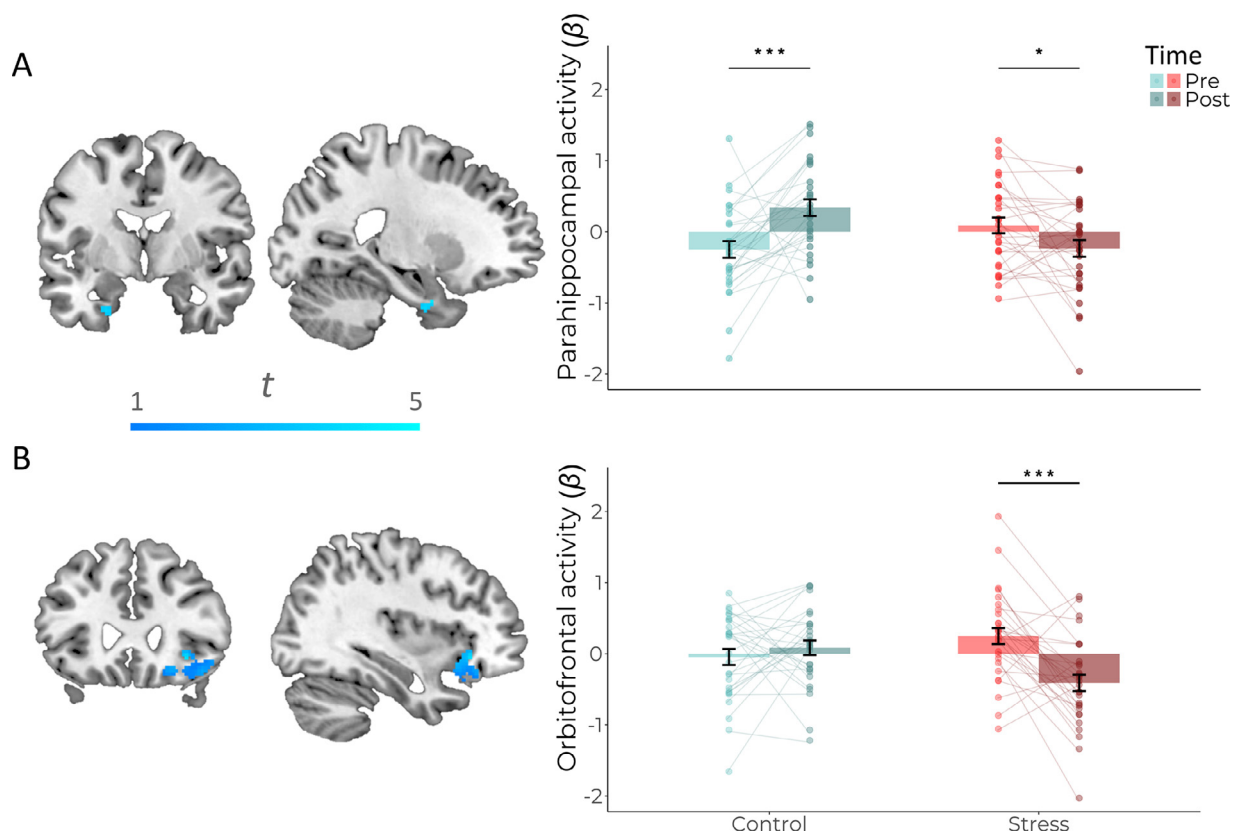 A
Parahippocampal activity (β)
2
1
0
-1
-2
***
*
Time
Pre
Post
t
1
5
B
Orbitofrontal activity (β)
2
1
0
-1
-2
***
Control
Stress